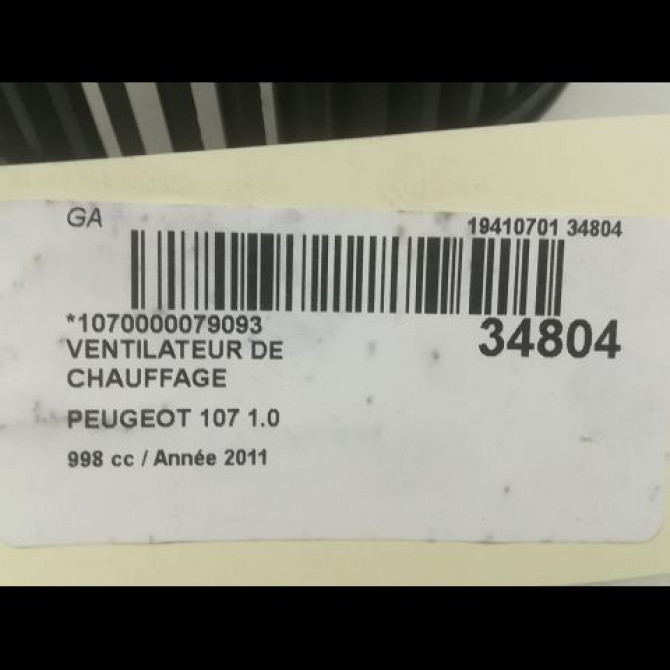 GA
19410701 34804
*1070000079093
34804
VENTILATEUR DE
CHAUFFAGE
PEUGEOT 107 1.0
998 cc / Année 2011